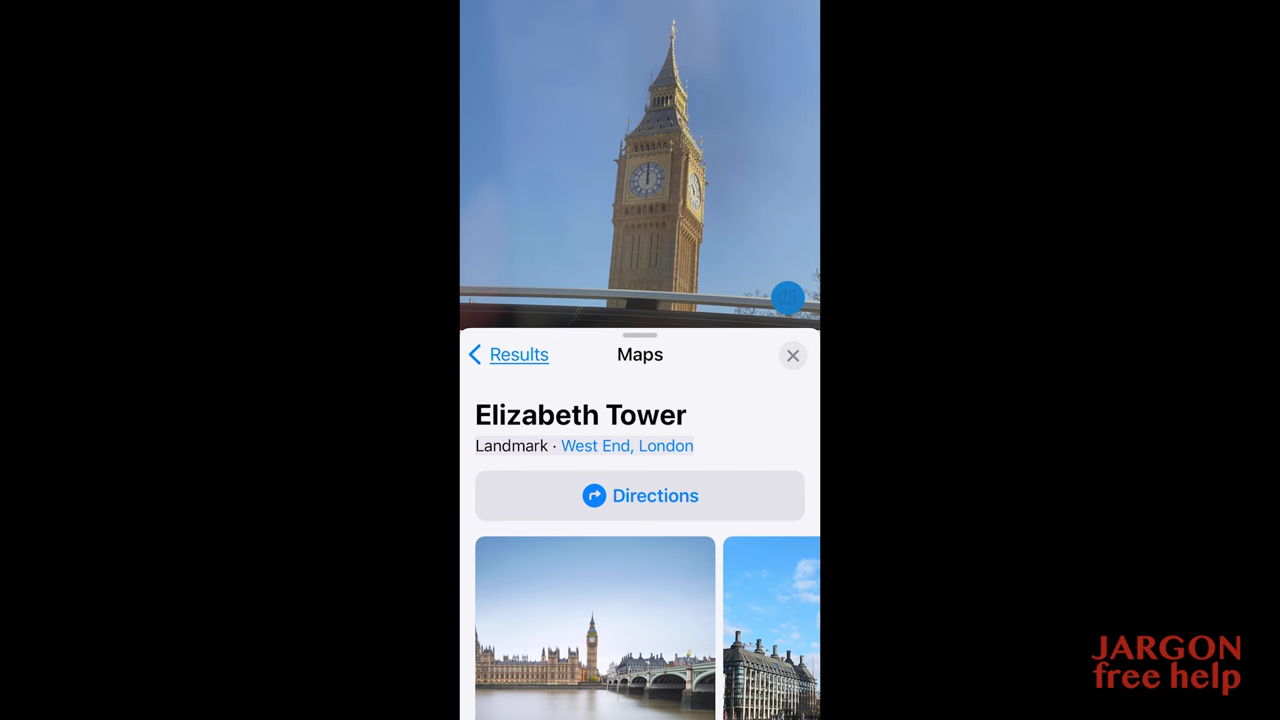 Results
Maps
Elizabeth Tower
Landmark · West End, London
Directions
JARGON
free help